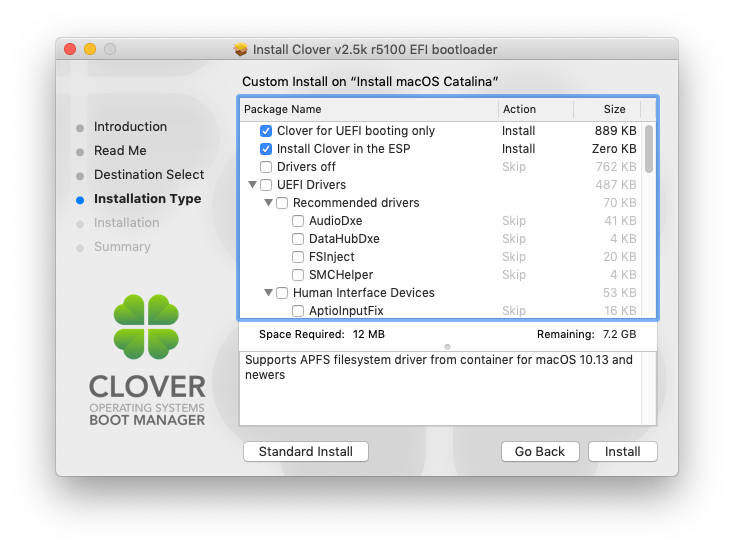 Install Clover v2.5k r5100 EFI bootloader
Custom Install on “Install macOS Catalina”
Introduction
Read Me
Destination Select
Installation Type
Installation
Summary
CLOVER
OPERATING SYSTEMS
BOOT MANAGER
Package Name Action Size
Clover for UEFI booting only Install 889 KB
Install Clover in the ESP Install Zero KB
Drivers off Skip 762 KB
UEFI Drivers 487 KB
Recommended drivers 70 KB
AudioDxe Skip 41 KB
DataHubDxe Skip 4 KB
FSInject Skip 20 KB
SMCHelper Skip 4 KB
Human Interface Devices 53 KB
AptioInputFix Skip 16 KB
Space Required: 12 MB Remaining: 7.2 GB
Supports APFS filesystem driver from container for macOS 10.13 and
newers
Standard Install Go Back Install